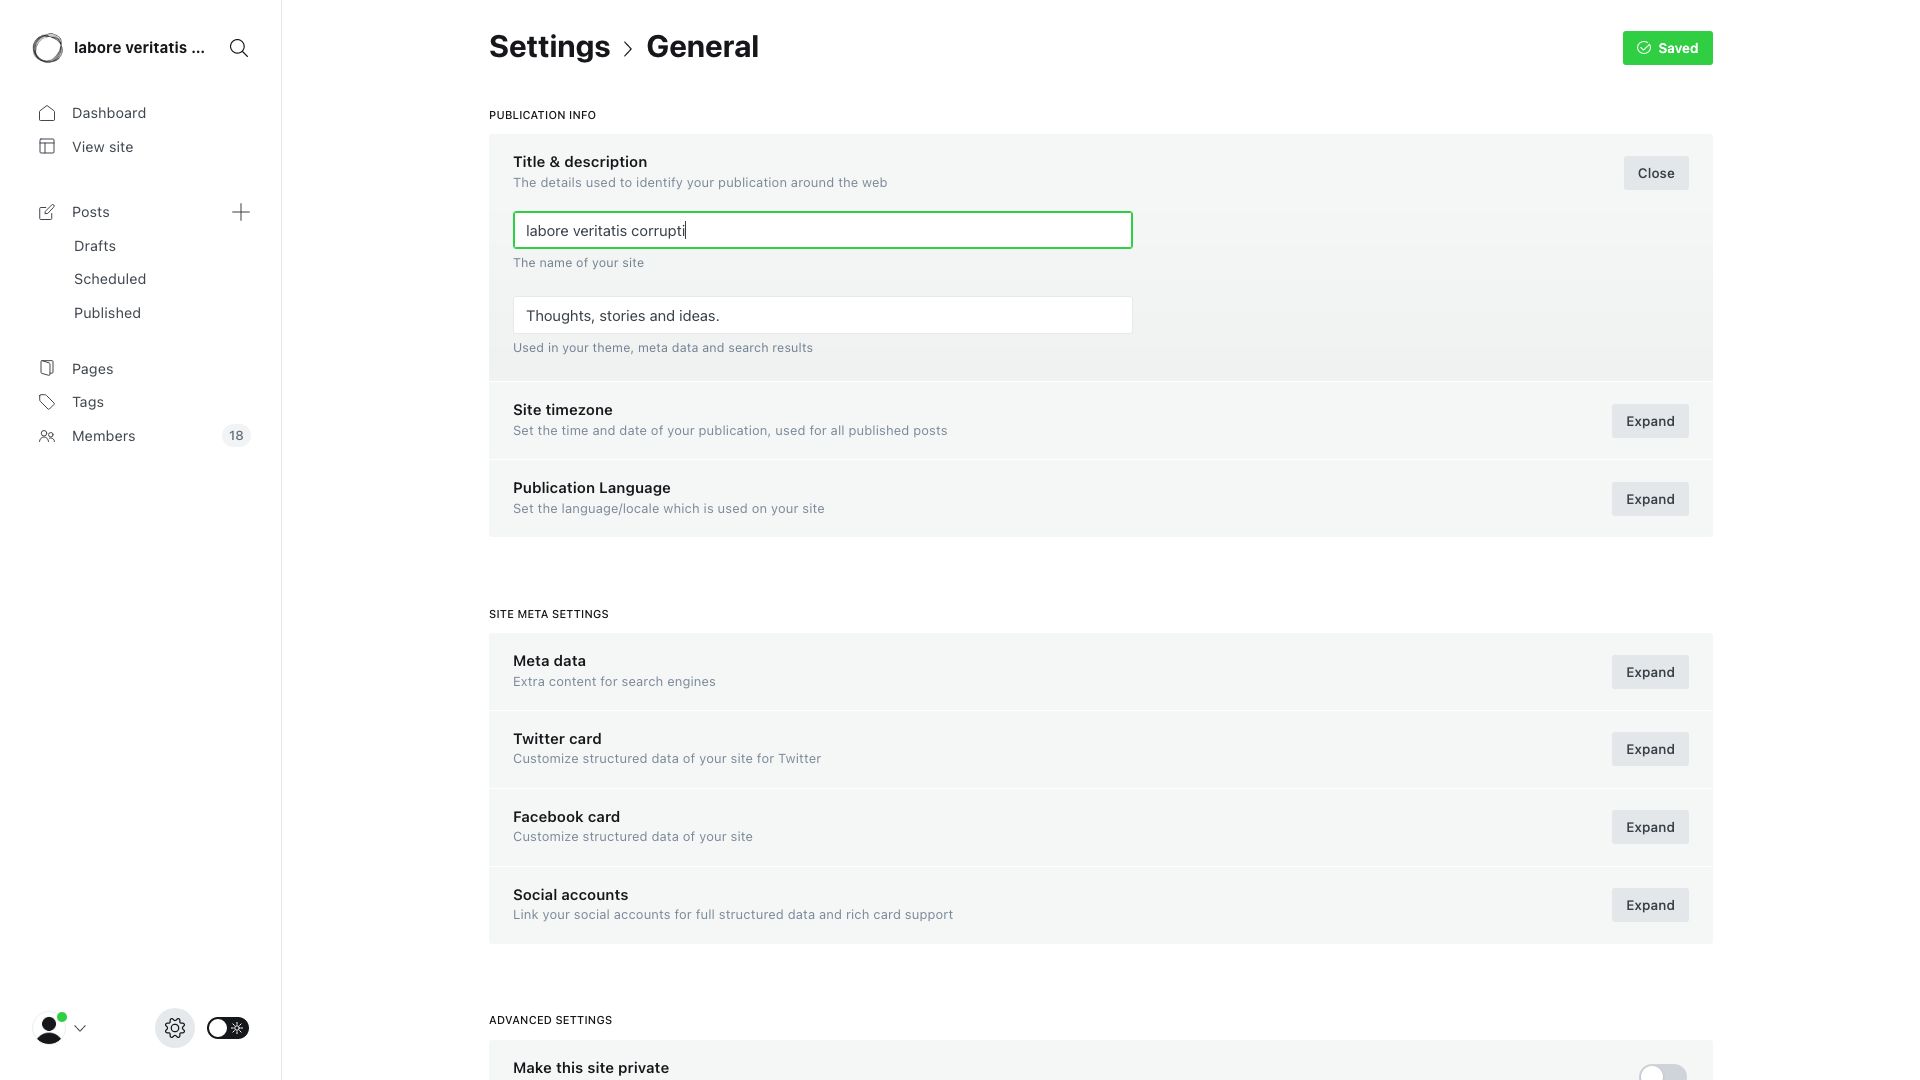 labore veritatis ...
Settings
General
Saved
Dashboard
View site
Posts
Drafts
Scheduled
Published
Pages
Tags
Members
18
PUBLICATION INFO
Title & description
The details used to identify your publication around the web
Close
labore veritatis corrupti
The name of your site
Thoughts, stories and ideas.
Used in your theme, meta data and search results
Site timezone
Set the time and date of your publication, used for all published posts
Expand
Publication Language
Set the language/locale which is used on your site
Expand
SITE META SETTINGS
Meta data
Extra content for search engines
Expand
Twitter card
Customize structured data of your site for Twitter
Expand
Facebook card
Customize structured data of your site
Expand
Social accounts
Link your social accounts for full structured data and rich card support
Expand
ADVANCED SETTINGS
Make this site private